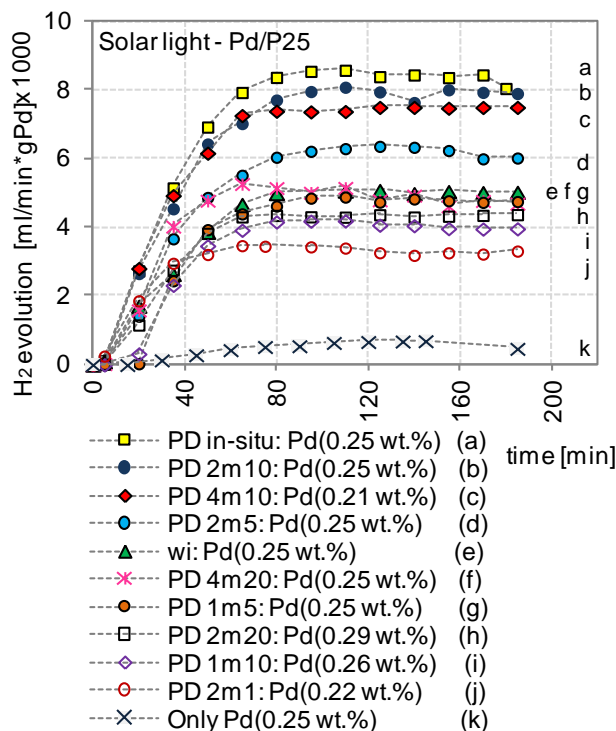 Solar light - Pd/P25
H2 evolution [ml/min*gPd]x1000
10
8
6
4
2
0
0
40
80
120
160
200
time [min]
a
b
c
d
e f g
h
i
j
k
PD in-situ: Pd(0.25 wt.%) (a)
PD 2m10: Pd(0.25 wt.%) (b)
PD 4m10: Pd(0.21 wt.%) (c)
PD 2m5: Pd(0.25 wt.%) (d)
wi: Pd(0.25 wt.%) (e)
PD 4m20: Pd(0.25 wt.%) (f)
PD 1m5: Pd(0.25 wt.%) (g)
PD 2m20: Pd(0.29 wt.%) (h)
PD 1m10: Pd(0.26 wt.%) (i)
PD 2m1: Pd(0.22 wt.%) (j)
Only Pd(0.25 wt.%) (k)